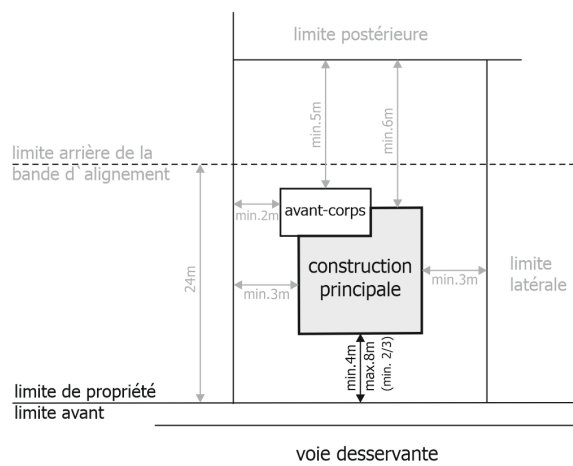 limite postérieure
min.5m
min.6m
limite arrière de la
bande d`alignement
min.2m
avant-corps
24m
min.3m
construction
principale
min.3m
limite
latérale
min.4m
max.8m
(min. 2/3)
limite de propriété
limite avant
voie desservante